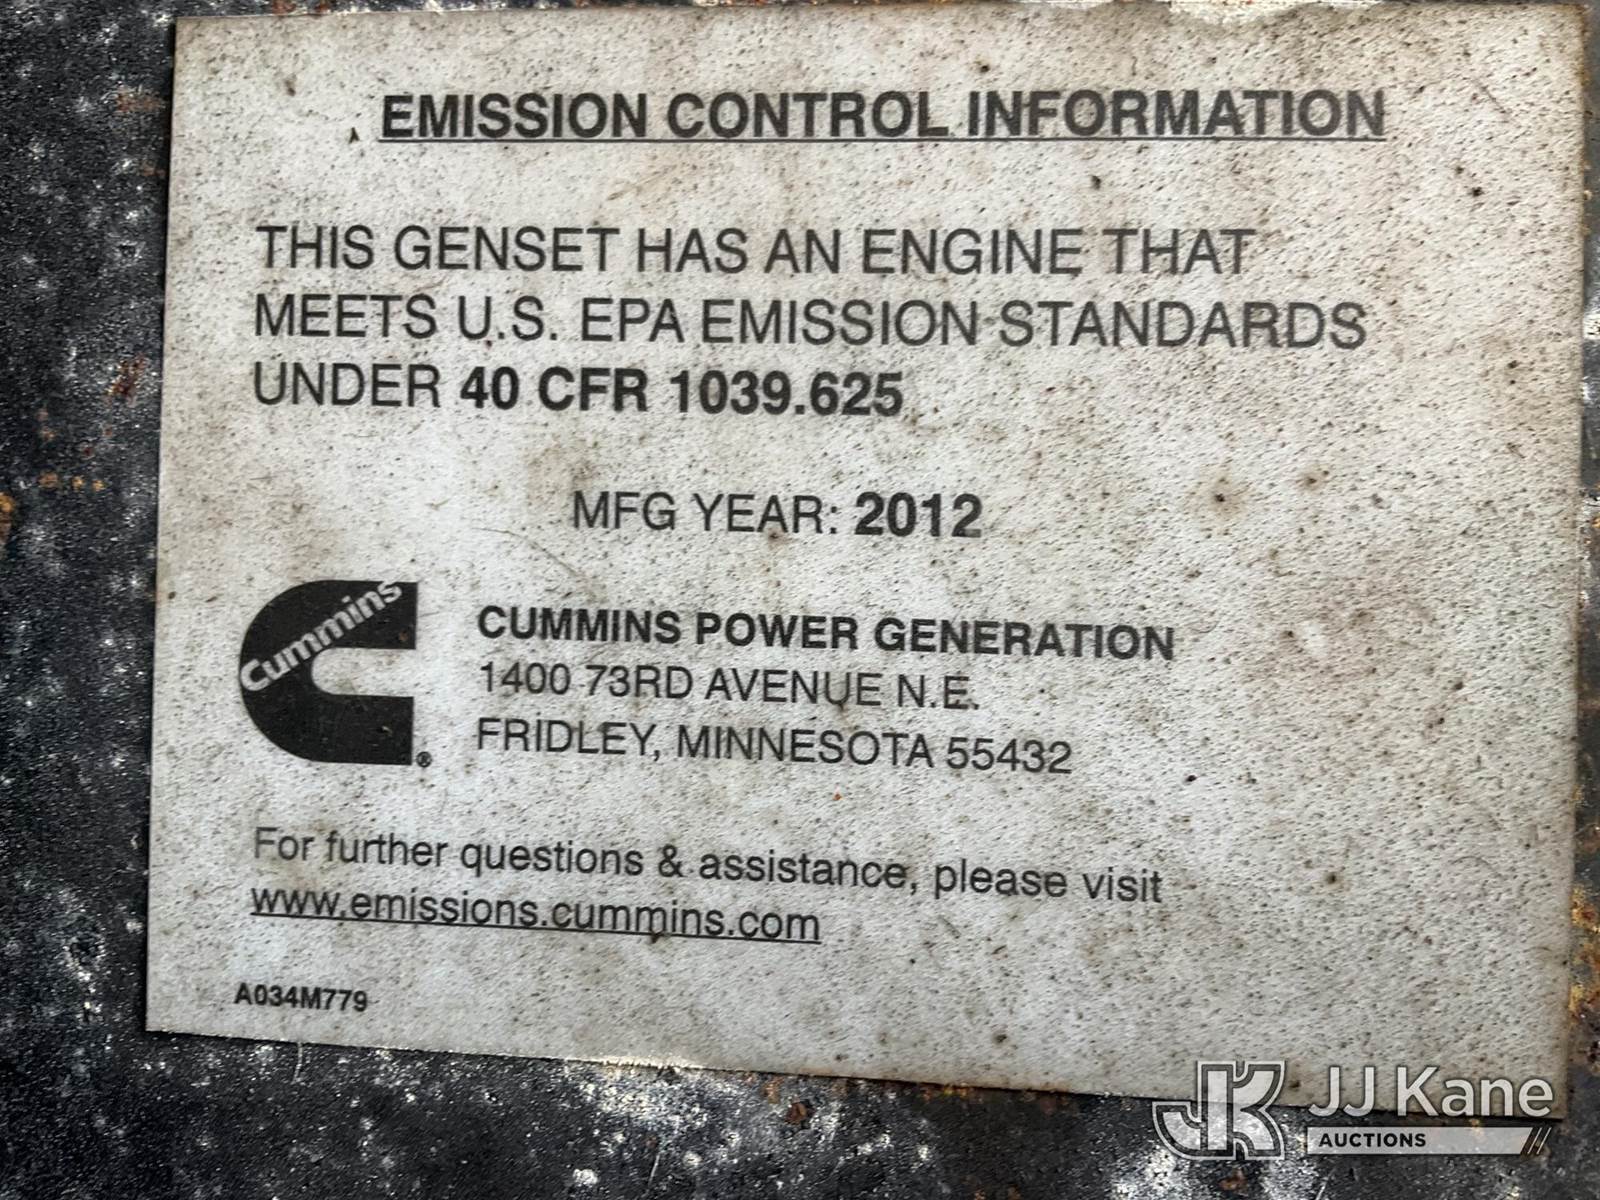 EMISSION CONTROL INFORMATION
THIS GENSET HAS AN ENGINE THAT
MEETS U.S. EPA EMISSION STANDARDS
UNDER 40 CFR 1039.625
MFG YEAR: 2012
Cummins
®
CUMMINS POWER GENERATION
1400 73RD AVENUE N.E.
FRIDLEY, MINNESOTA 55432
For further questions & assistance, please visit
www.emissions.cummins.com
A034M779
JK
JJ Kane
AUCTIONS